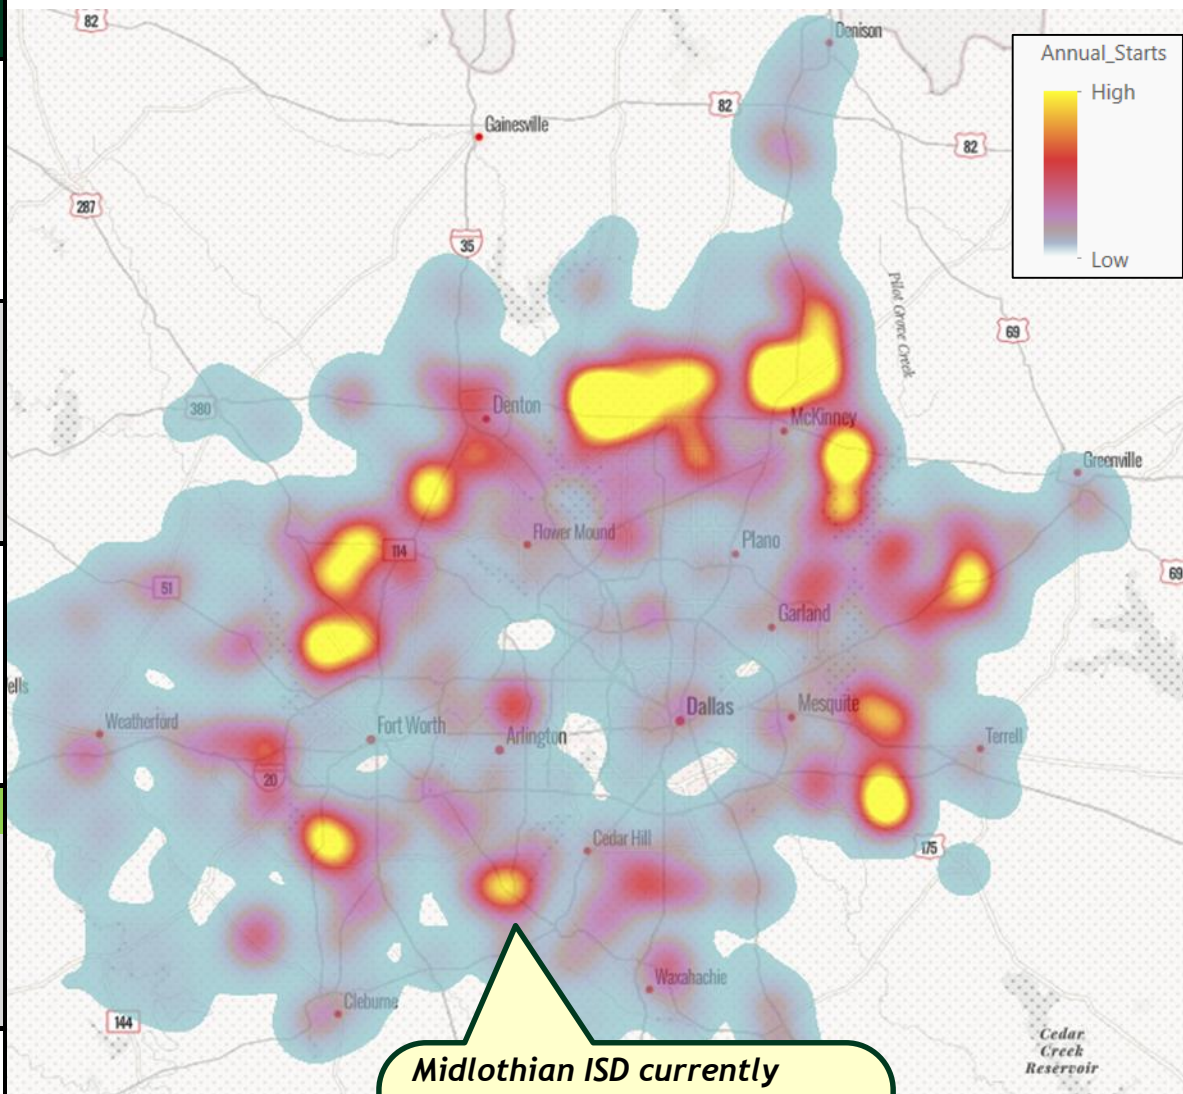 82
Denison
Annual_Starts
High
Low
82
Gainesville
82
287
35
Pilot Grove Creek
69
380
Denton
McKinney
Greenville
Flower Mound
Plano
114
69
51
Garland
ells
Weatherford
Fort Worth
Arlington
Dallas
Mesquite
Terrell
20
Cedar Hill
175
Waxahachie
Cleburne
144
Cedar
Creek
Reservoir
Midlothian ISD currently